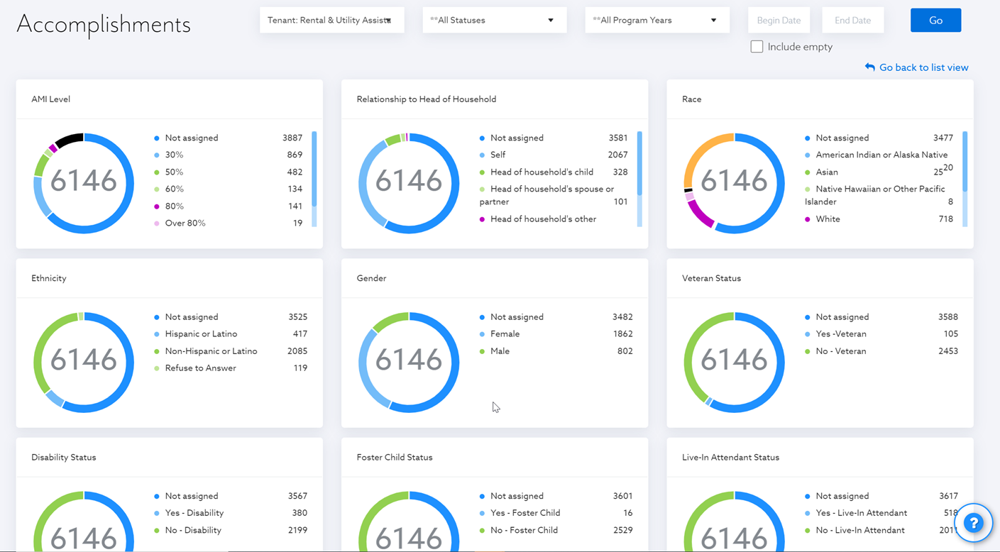 Accomplishments
Tenant: Rental & Utility Assist
**All Statuses
**All Program Years
Begin Date
End Date
Go
Include empty
Go back to list view
AMI Level
6146
Not assigned 3887
30% 869
50% 482
60% 134
80% 141
Over 80% 19
Relationship to Head of Household
6146
Not assigned 3581
Self 2067
Head of household's child 328
Head of household's spouse or
partner 101
Head of household's other
Race
6146
Not assigned 3477
American Indian or Alaska Native
20
Asian 25
Native Hawaiian or Other Pacific
Islander 8
White 718
Ethnicity
6146
Not assigned 3525
Hispanic or Latino 417
Non-Hispanic or Latino 2085
Refuse to Answer 119
Gender
6146
Not assigned 3482
Female 1862
Male 802
Veteran Status
6146
Not assigned 3588
Yes -Veteran 105
No - Veteran 2453
Disability Status
6146
Not assigned 3567
Yes - Disability 380
No - Disability 2199
Foster Child Status
6146
Not assigned 3601
Yes - Foster Child 16
No - Foster Child 2529
Live-In Attendant Status
6146
Not assigned 3617
Yes - Live-In Attendant 518
No - Live-In Attendant 2011
?